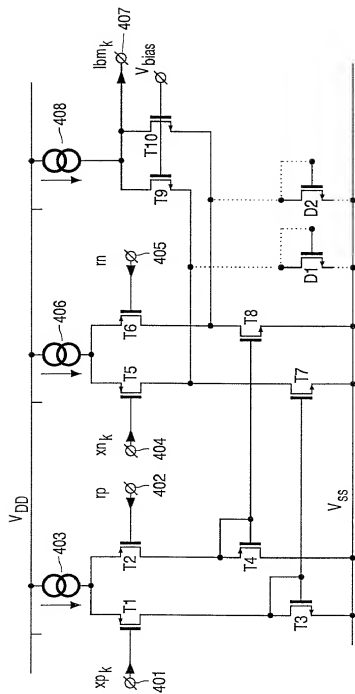 V_DD
403
406
408
xp_k
401
T1
T2
rp
402
xn_k
404
T5
T6
rn
405
Ibm_k
407
T9
T10
V_bias
T3
T4
T7
T8
D1
D2
V_ss